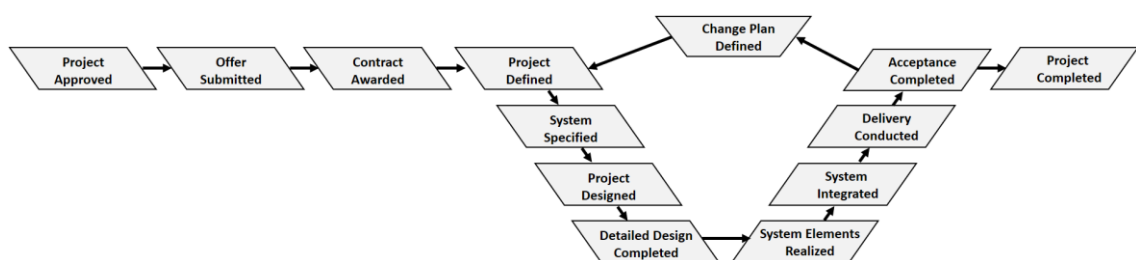 Project
Approved
Offer
Submitted
Contract
Awarded
Project
Defined
Change Plan
Defined
Acceptance
Completed
Project
Completed
System
Specified
Delivery
Conducted
Project
Designed
System
Integrated
Detailed Design
Completed
System Elements
Realized